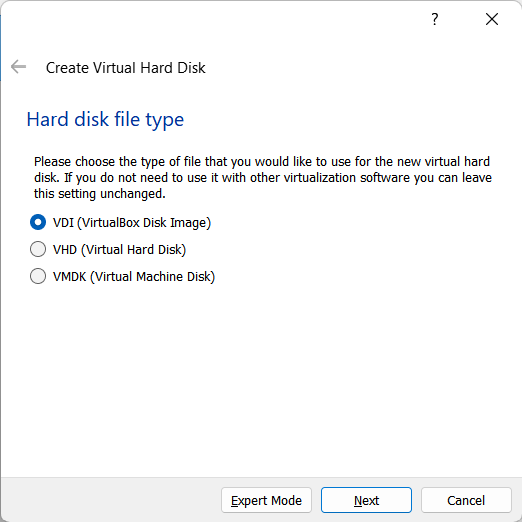 ?
Create Virtual Hard Disk
Hard disk file type
Please choose the type of file that you would like to use for the new virtual hard
disk. If you do not need to use it with other virtualization software you can leave
this setting unchanged.
VDI (VirtualBox Disk Image)
VHD (Virtual Hard Disk)
VMDK (Virtual Machine Disk)
Expert Mode Next Cancel